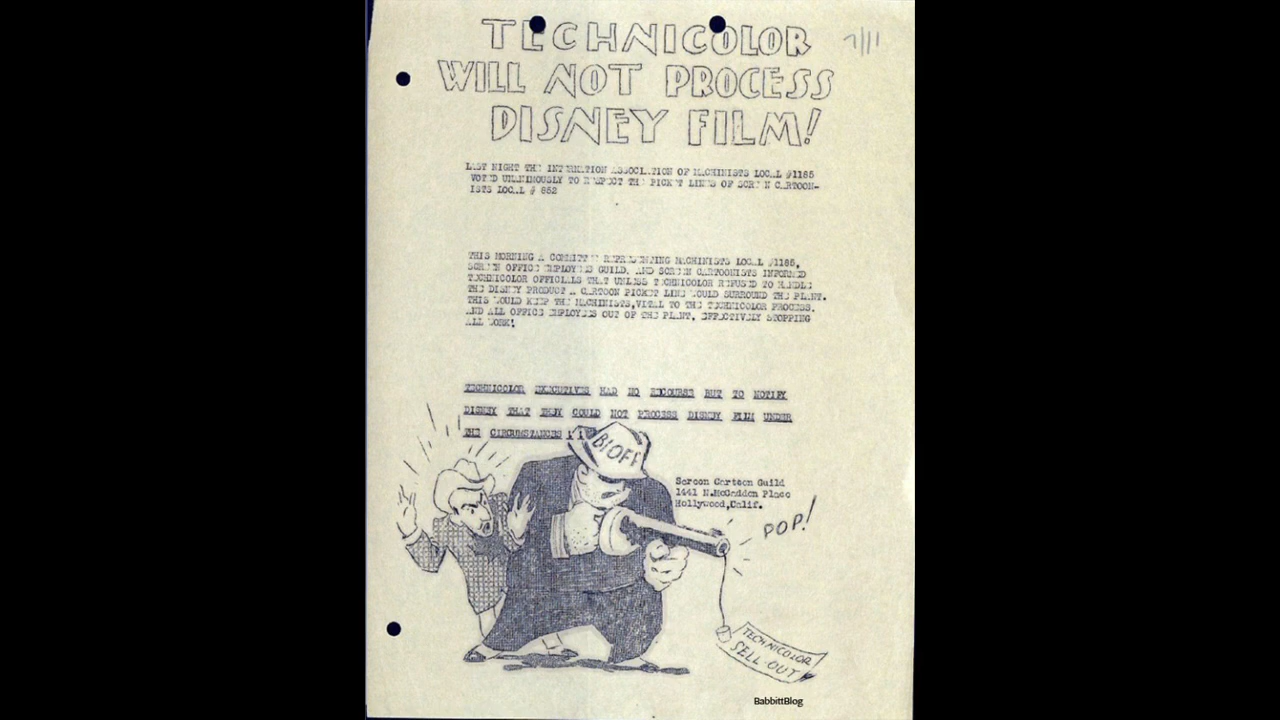 TECHNICOLOR
7/11
WILL NOT PROCESS
DISNEY FILM!
LAST NIGHT THE INTERNATION ASSOCIATION OF MACHINISTS LOCAL #1185
VOTED UNANIMOUSLY TO RESPECT THE PICKET LINES OF SCREEN CARTOON-
ISTS LOCAL # 852
THIS MORNING A COMMITTEE REPRESENTING MACHINISTS LOCAL #1185,
SCREEN OFFICE EMPLOYEES GUILD, AND SCREEN CARTOONISTS INFORMED
TECHNICOLOR OFFICIALS THAT UNLESS TECHNICOLOR REFUSED TO HANDLE
THE DISNEY PRODUCT A CARTOON PICKET LINE WOULD SURROUND THE PLANT.
THIS WOULD KEEP THE MACHINISTS, VITAL TO THE TECHNICOLOR PROCESS,
AND ALL OFFICE EMPLOYEES OUT OF THE PLANT, EFFECTIVELY STOPPING
ALL WORK!
TECHNICOLOR EXECUTIVES HAD NO RECOURSE BUT TO NOTIFY
DISNEY THAT THEY COULD NOT PROCESS DISNEY FILM UNDER
THE CIRCUMSTANCES !!
BIOFF
Screen Cartoon Guild
1441 N.McCadden Place
Hollywood,Calif.
POP!
TECHNICOLOR
SELL-OUT
BabbittBlog